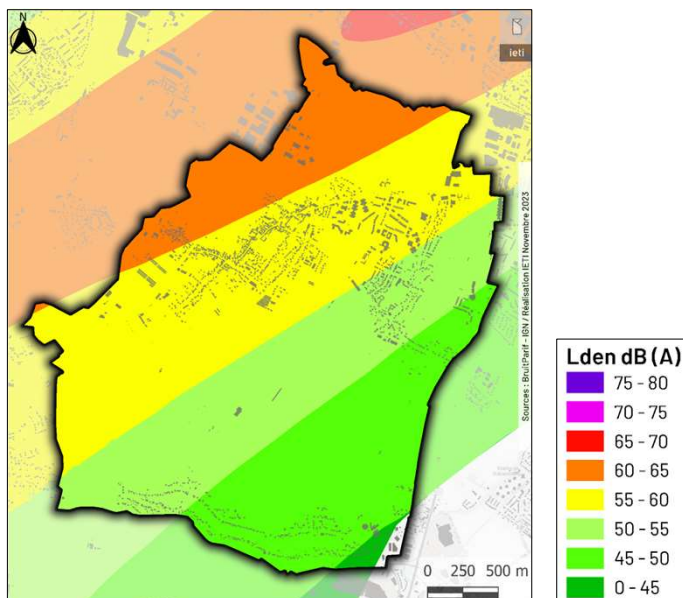 N
ieti
Sources : BruitParif - IGN / Réalisation IETI Novembre 2023
0 250 500 m
Lden dB (A)
75 - 80
70 - 75
65 - 70
60 - 65
55 - 60
50 - 55
45 - 50
0 - 45